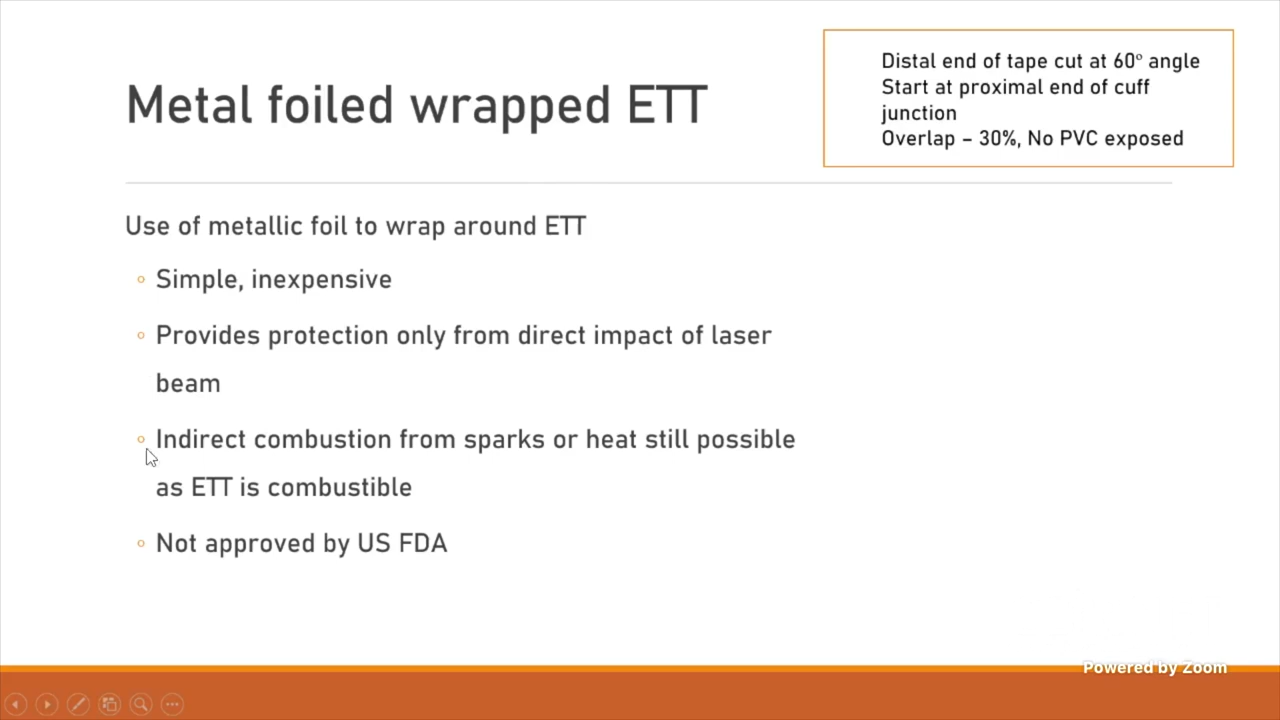 Metal foiled wrapped ETT
Distal end of tape cut at 60° angle
Start at proximal end of cuff
junction
Overlap – 30%, No PVC exposed
Use of metallic foil to wrap around ETT
Simple, inexpensive
Provides protection only from direct impact of laser
beam
Indirect combustion from sparks or heat still possible
as ETT is combustible
Not approved by US FDA
Powered by Zoom